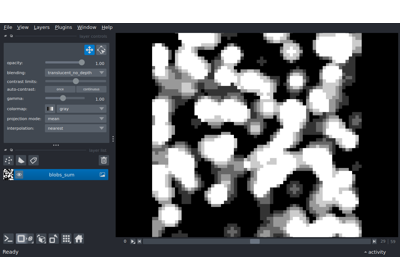 File View Layers Plugins Window Help
opacity: 1.00
blending: translucent_no_depth
contrast limits:
auto-contrast: once continuous
gamma: 1.00
colormap: gray
projection mode: mean
interpolation: nearest
blobs_sum
Ready activity